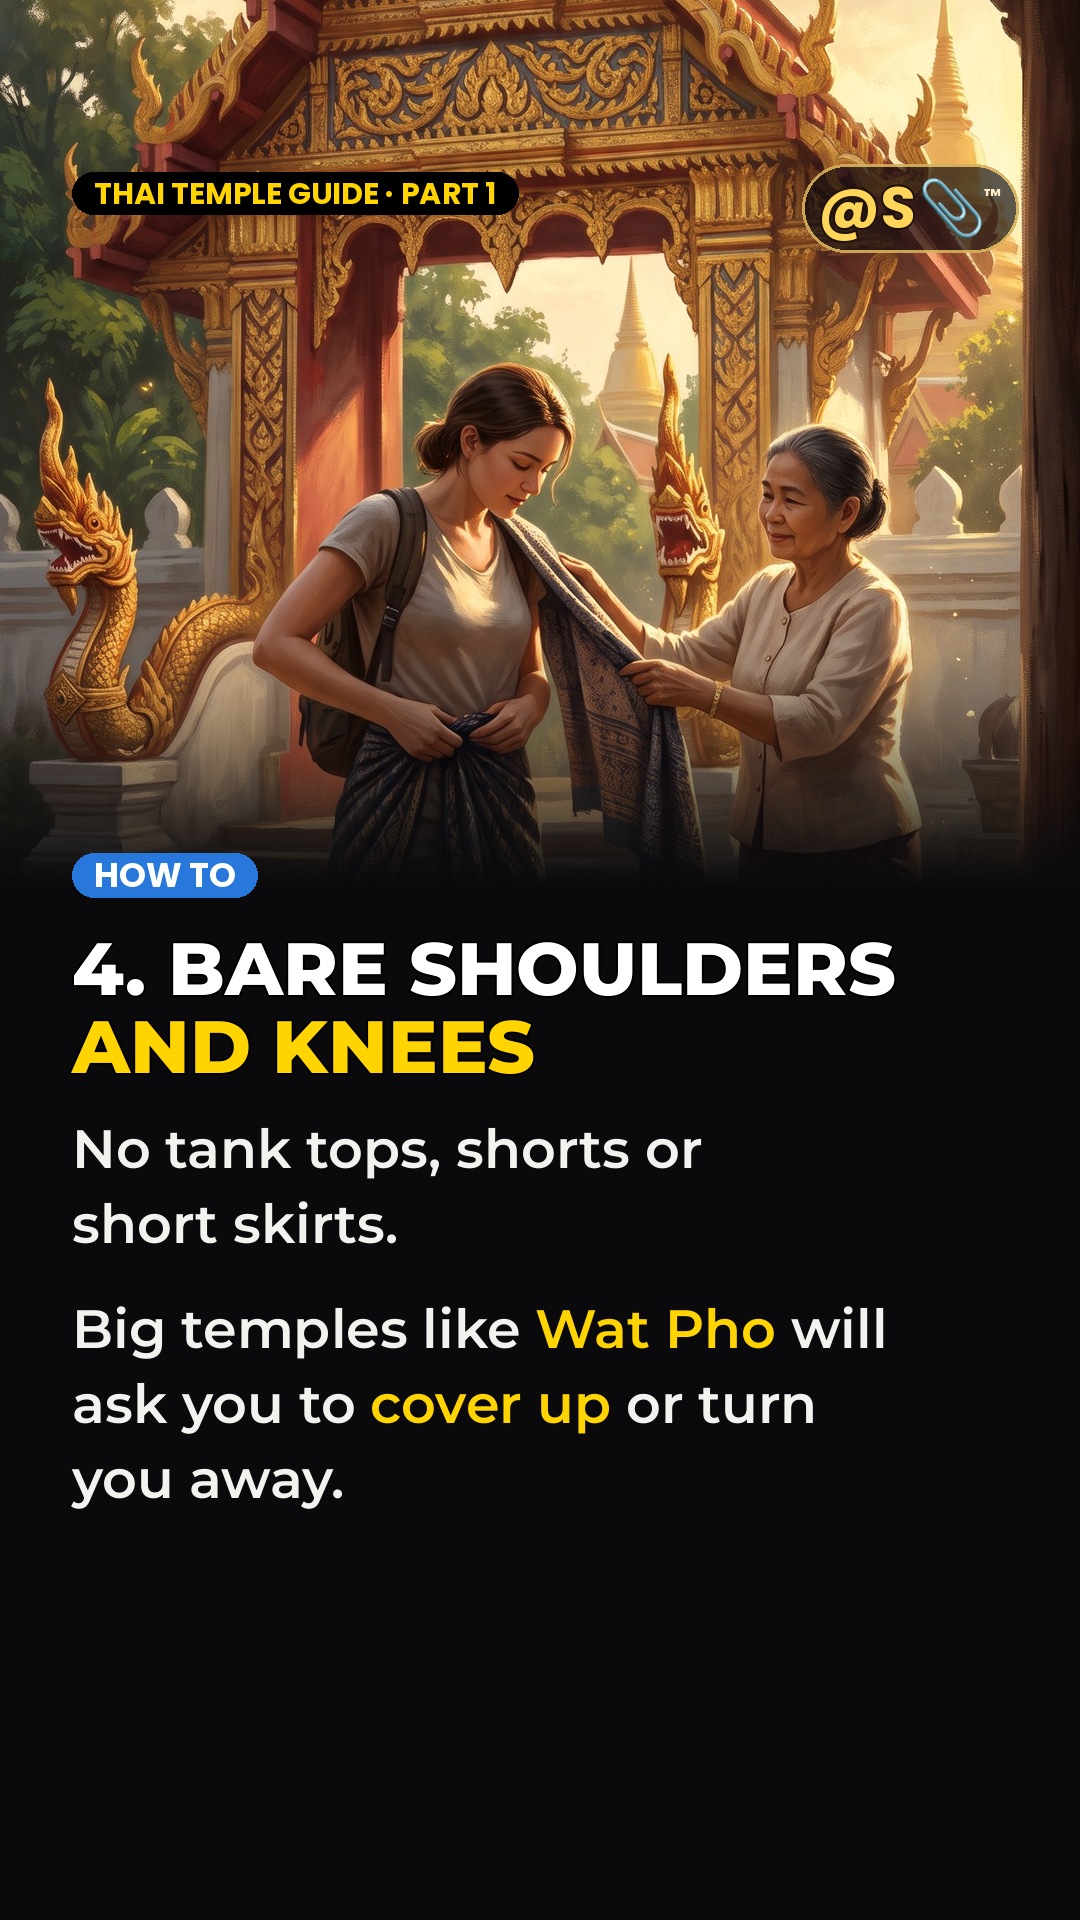 THAI TEMPLE GUIDE · PART 1
@S📎™
HOW TO
4. BARE SHOULDERS
AND KNEES
No tank tops, shorts or
short skirts.
Big temples like Wat Pho will
ask you to cover up or turn
you away.